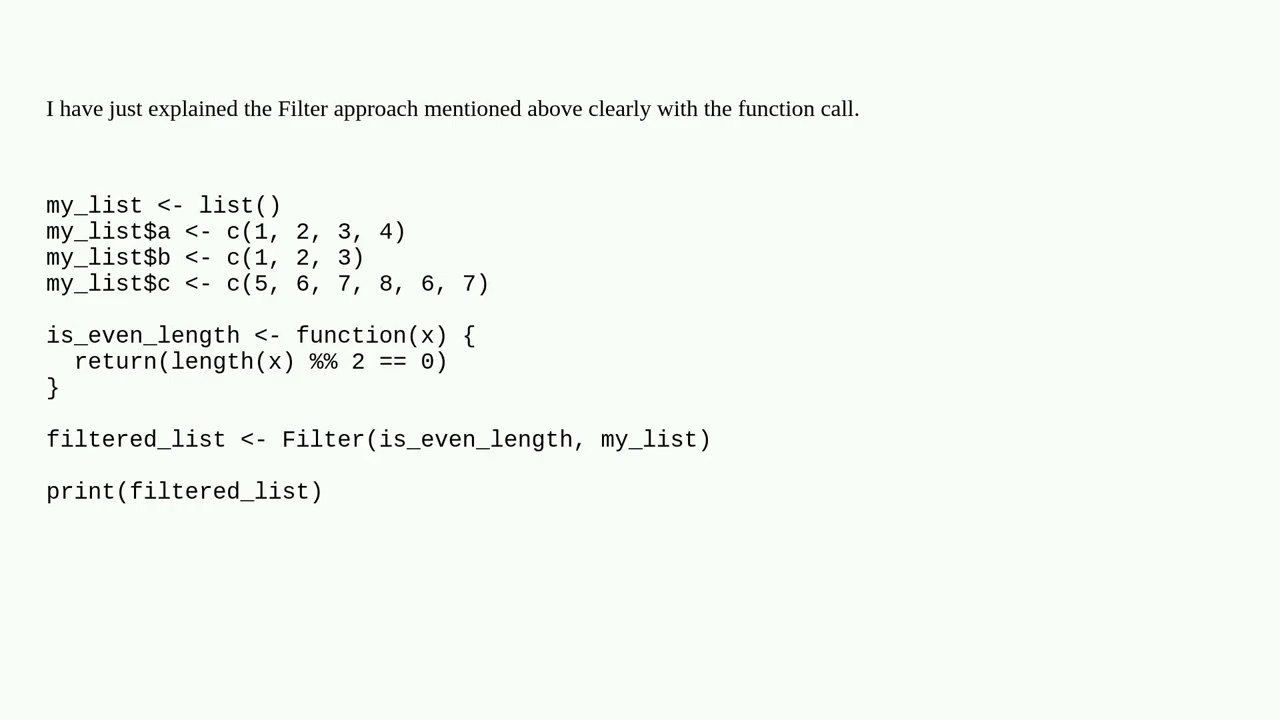 I have just explained the Filter approach mentioned above clearly with the function call.
my_list <- list()
my_list$a <- c(1, 2, 3, 4)
my_list$b <- c(1, 2, 3)
my_list$c <- c(5, 6, 7, 8, 6, 7)
is_even_length <- function(x) {
  return(length(x) %% 2 == 0)
}
filtered_list <- Filter(is_even_length, my_list)
print(filtered_list)